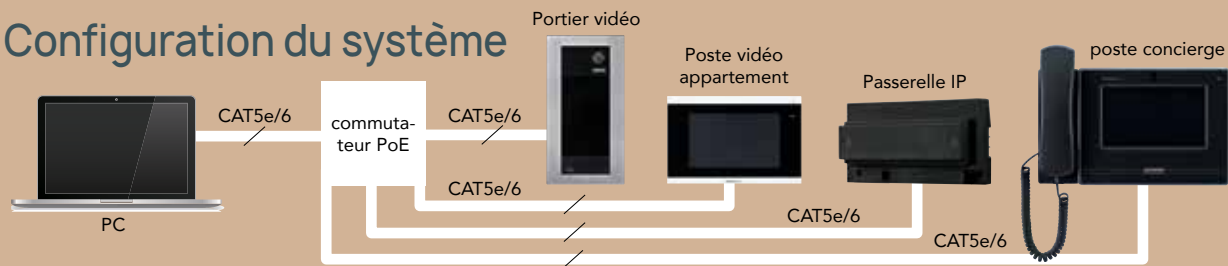 Configuration du système
Portier vidéo
Poste vidéo
appartement
Passerelle IP
poste concierge
CAT5e/6
commuta-
teur PoE
CAT5e/6
CAT5e/6
CAT5e/6
CAT5e/6
PC